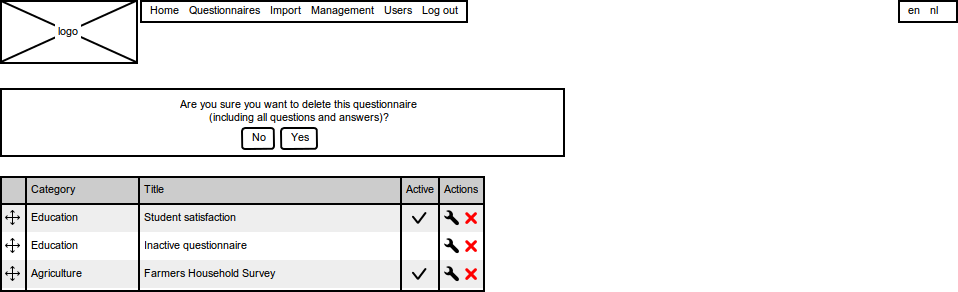 logo
Home Questionnaires Import Management Users Log out
en nl
Are you sure you want to delete this questionnaire
(including all questions and answers)?
No Yes
Category Title Active Actions
Education Student satisfaction
Education Inactive questionnaire
Agriculture Farmers Household Survey